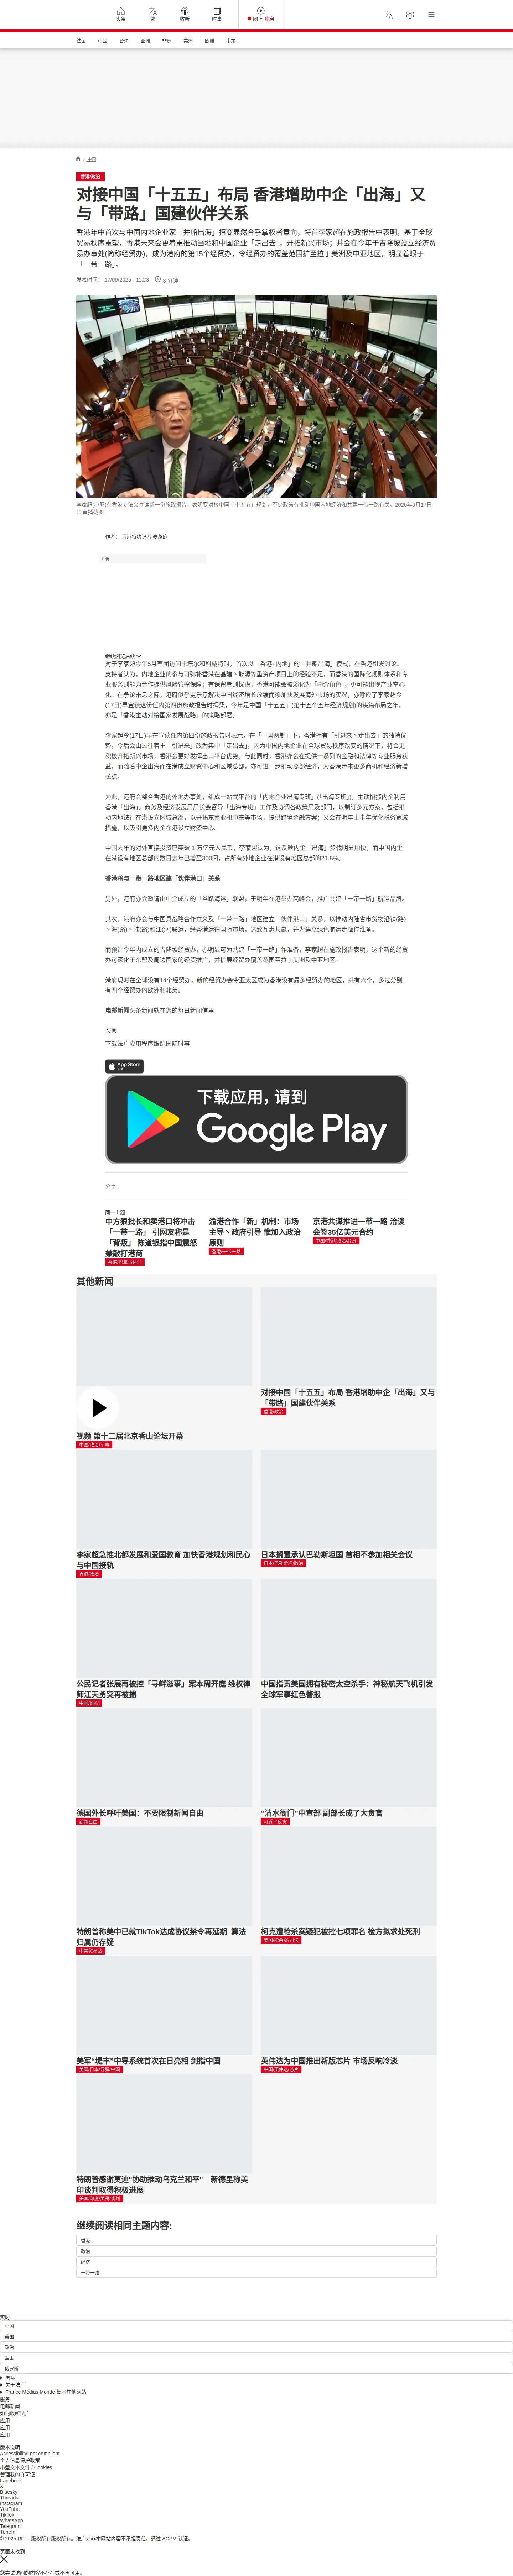 头条
繁
收听
时事
网上 电台
法国
中国
台湾
亚洲
非洲
美洲
欧洲
中东
/ 中国
香港/政治
对接中国「十五五」布局 香港增助中企「出海」又
与「带路」国建伙伴关系
香港年中首次与中国内地企业家「并船出海」招商显然合乎掌权者意向，特首李家超在施政报告中表明，基于全
球贸易秩序重塑，香港未来会更着重推动当地和中国企业「走出去」，开拓新兴市场；并会在今年于吉隆坡设立经济贸
易办事处(简称经贸办)，成为港府的第15个经贸办，令经贸办的覆盖范围扩至拉丁美洲及中亚地区，明显着眼于
「一带一路」。
发表时间： 17/09/2025 - 11:23
8 分钟
李家超(小图)在香港立法会宣读新一份施政报告，表明要对接中国「十五五」规划，不少政策有推动中国内地经济和共建一带一路有关。2025年9月17日
© 直播截图
作者： 香港特约记者 麦燕庭
广告
继续浏览后续
对于李家超今年5月率团访问卡塔尔和科威特时，首次以「香港+内地」的「并船出海」模式，在香港引发讨论。
支持者认为，内地企业的参与可弥补香港在基建丶能源等重资产项目上的经验不足，而香港的国际化规则体系和专
业服务则能为合作提供风险管控保障；有保留者则忧虑，香港可能会被弱化为「中介角色」，更可能出现产业空心
化。在争论未息之际，港府似乎更乐意解决中国经济增长放缓而须加快发展海外市场的实况，亦呼应了李家超今
(17日)早宣读这份任内第四份施政报告时揭橥，今年是中国「十五五」(第十五个五年经济规划)的谋篇布局之年，
亦是「香港主动对接国家发展战略」的策略部署。
李家超今(17日)早在宣读任内第四份施政报告时表示，在「一国两制」下，香港拥有「引进来丶走出去」的独特优
势，今后会由过往着重「引进来」改为集中「走出去」，因为中国内地企业在全球贸易秩序改变的情况下，将会更
积极开拓新兴市场，香港会更好发挥出口平台优势。与此同时，香港亦会在提供一系列的金融和法律等专业服务获
益，而随着中企出海而在港成立财资中心和区域总部，亦可进一步推动总部经济，为香港带来更多商机和经济新增
长点。
为此，港府会整合香港的外地办事处，组成一站式平台的「内地企业出海专班」(「出海专班」)，主动招揽内企利用
香港「出海」。商务及经济发展局局长会督导「出海专班」工作及协调各政策局及部门，以制订多元方案，包括推
动内地银行在港设立区域总部，以开拓东南亚和中东等市场，提供跨境金融方案；又会在明年上半年优化税务宽减
措施，以吸引更多内企在港设立财资中心。
中国去年的对外直接投资已突破 1 万亿元人民币，李家超认为，这反映内企「出海」步伐明显加快，而中国内企
在港设有地区总部的数目去年已增至300间，占所有外地企业在港设有地区总部的21.5%。
香港将与一带一路地区建「伙伴港口」关系
另外，港府亦会邀请由中企成立的「丝路海运」联盟，于明年在港举办高峰会，推广共建「一带一路」航运品牌。
其次，港府亦会与中国具战略合作意义及「一带一路」地区建立「伙伴港口」关系，以推动内陆省市货物沿铁(路)
丶海(路)丶陆(路)和江(河)联运，经香港运往国际市场，达致互惠共赢，并为建立绿色航运走廊作准备。
而预计今年内成立的吉隆坡经贸办，亦明显可为共建「一带一路」作准备，李家超在施政报告表明，这个新的经贸
办可深化于东盟及周边国家的经贸推广，并扩展经贸办覆盖范围至拉丁美洲及中亚地区。
港府现时在全球设有14个经贸办，新的经贸办会令亚太区成为香港设有最多经贸办的地区，共有六个，多过分别
有四个经贸办的欧洲和北美。
电邮新闻头条新闻就在您的每日新闻信里
订阅
下载法广应用程序跟踪国际时事
App Store
下载
下载应用，请到
Google Play
分享 :
同一主题
中方狠批长和卖港口将冲击
「一带一路」 引网友称是
「背叛」 陈道银指中国震怒
兼敲打港商
香港/巴拿马运河
渝港合作「新」机制：市场
主导丶政府引导 惟加入政治
原则
香港/一带一路
京港共谋推进一带一路 洽谈
会签35亿美元合约
中国/香港/政治/经济
其他新闻
视频 第十二届北京香山论坛开幕
中国/政治/军事
对接中国「十五五」布局 香港增助中企「出海」又与
「带路」国建伙伴关系
香港/政治
李家超急推北都发展和爱国教育 加快香港规划和民心
与中国接轨
香港/政治
日本搁置承认巴勒斯坦国 首相不参加相关会议
日本/巴勒斯坦/政治
公民记者张展再被控「寻衅滋事」案本周开庭 维权律
师江天勇突再被捕
中国/维权
中国指责美国拥有秘密太空杀手：神秘航天飞机引发
全球军事红色警报
德国外长呼吁美国：不要限制新闻自由
新闻自由
"清水衙门"中宣部 副部长成了大贪官
习近平反贪
特朗普称美中已就TikTok达成协议禁令再延期 算法
归属仍存疑
中美贸易战
柯克遭枪杀案疑犯被控七项罪名 检方拟求处死刑
美国/枪杀案/司法
美军"堤丰"中导系统首次在日亮相 剑指中国
美国/日本/导弹/中国
英伟达为中国推出新版芯片 市场反响冷淡
中国/英伟达/芯片
特朗普感谢莫迪"协助推动乌克兰和平" 新德里称美
印谈判取得积极进展
美国/印度/关税/谈判
继续阅读相同主题内容:
香港
政治
经济
一带一路
实时
中国
美国
政治
军事
俄罗斯
国际
关于法广
France Médias Monde 集团其他网站
服务
电邮新闻
如何收听法广
应用
应用
应用
版本说明
Accessibility: not compliant
个人信息保护政策
小型文本文件 / Cookies
管理我的许可证
Facebook
X
Bluesky
Threads
Instagram
YouTube
TikTok
WhatsApp
Telegram
TuneIn
© 2025 RFI – 版权所有版权所有。法广对非本网站内容不承担责任。通过 ACPM 认证。
页面未找到
您尝试访问的内容不存在或不再可用。